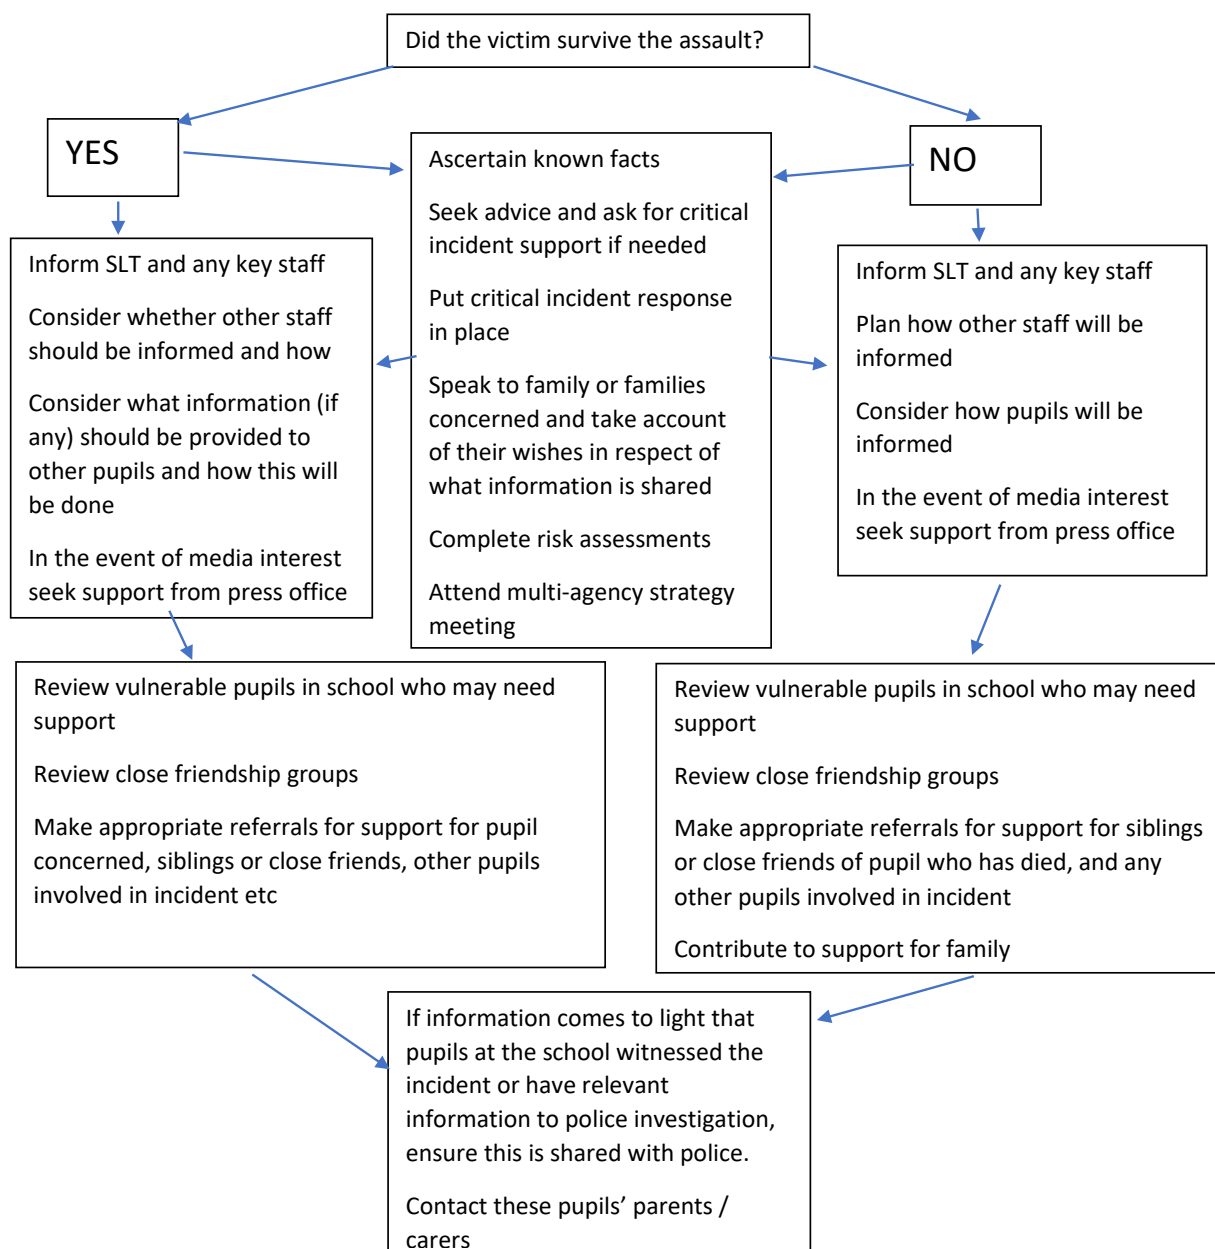 Did the victim survive the assault?
YES
NO
Ascertain known facts
Seek advice and ask for critical
incident support if needed
Put critical incident response
in place
Speak to family or families
concerned and take account
of their wishes in respect of
what information is shared
Complete risk assessments
Attend multi-agency strategy
meeting
Inform SLT and any key staff
Consider whether other staff
should be informed and how
Consider what information (if
any) should be provided to
other pupils and how this will
be done
In the event of media interest
seek support from press office
Inform SLT and any key staff
Plan how other staff will be
informed
Consider how pupils will be
informed
In the event of media interest
seek support from press office
Review vulnerable pupils in school who may need
support
Review close friendship groups
Make appropriate referrals for support for pupil
concerned, siblings or close friends, other pupils
involved in incident etc
Review vulnerable pupils in school who may need
support
Review close friendship groups
Make appropriate referrals for support for siblings
or close friends of pupil who has died, and any
other pupils involved in incident
Contribute to support for family
If information comes to light that
pupils at the school witnessed the
incident or have relevant
information to police investigation,
ensure this is shared with police.
Contact these pupils’ parents /
carers